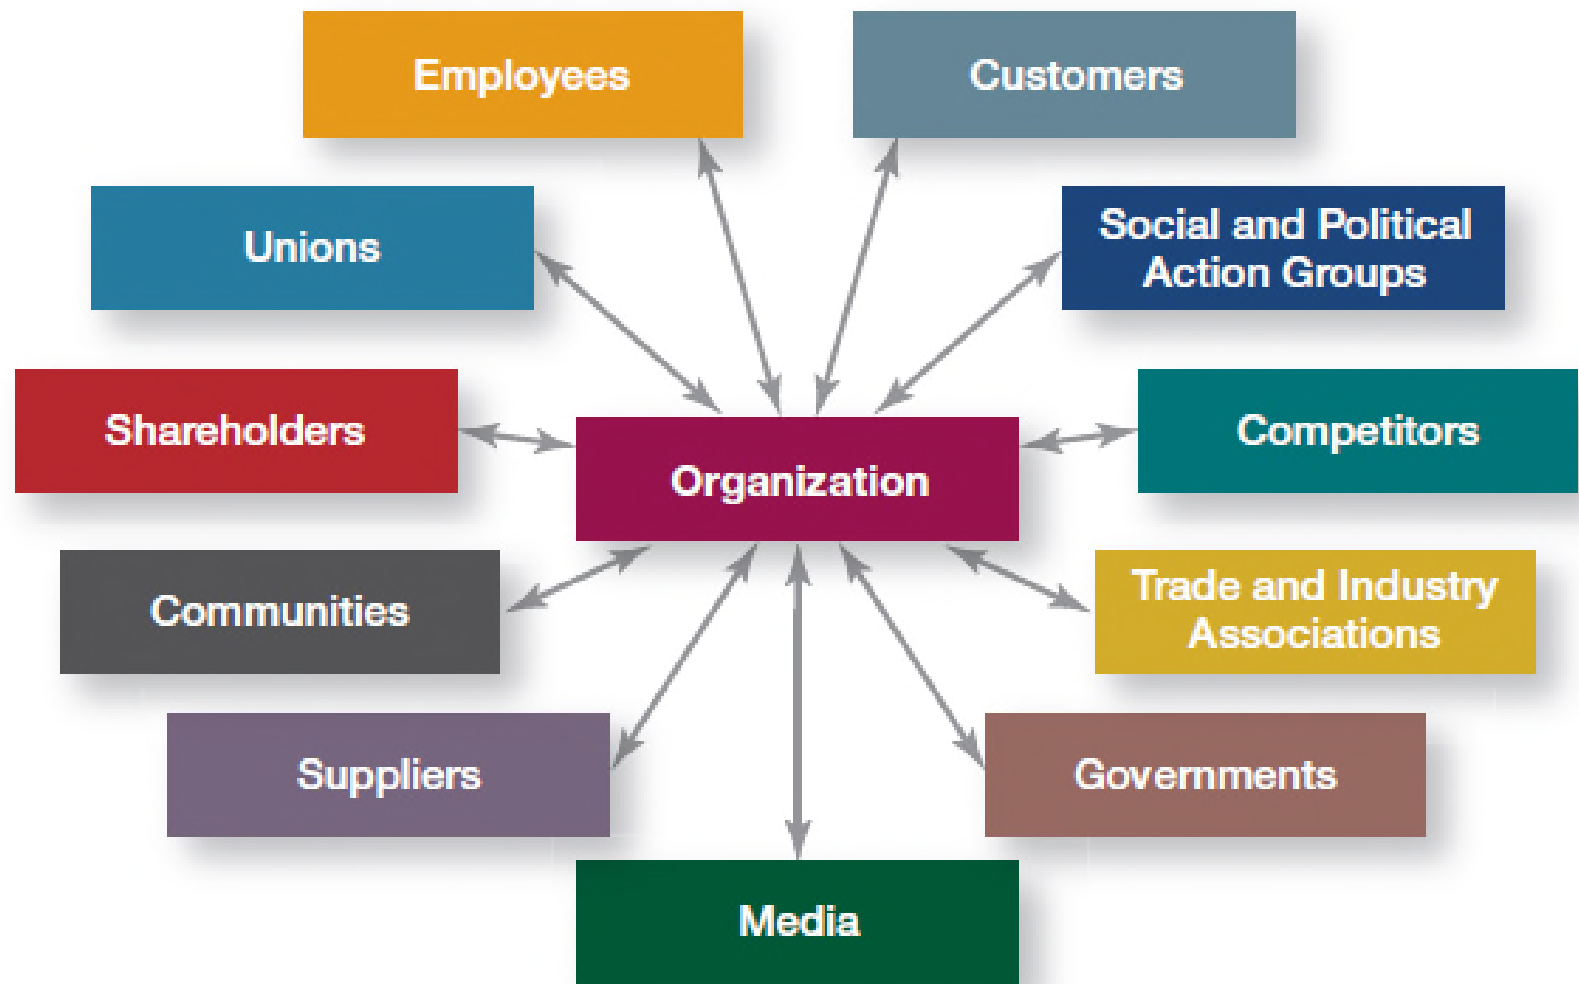 Employees
Customers
Unions
Social and Political
Action Groups
Shareholders
Competitors
Organization
Communities
Trade and Industry
Associations
Suppliers
Governments
Media